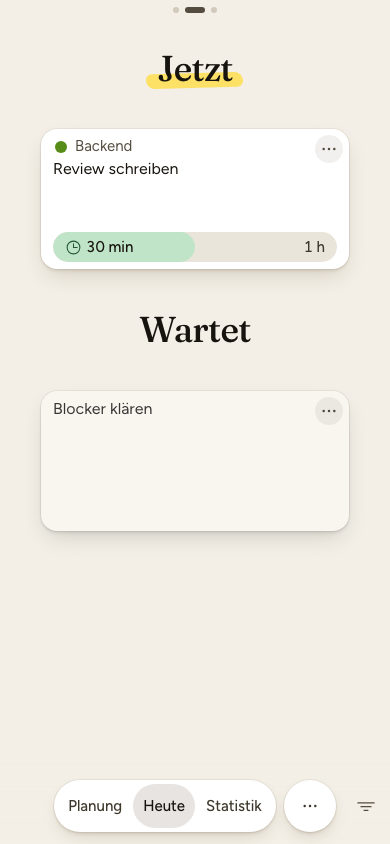 Jetzt
Backend
Review schreiben
30 min 1 h
Wartet
Blocker klären
Planung Heute Statistik